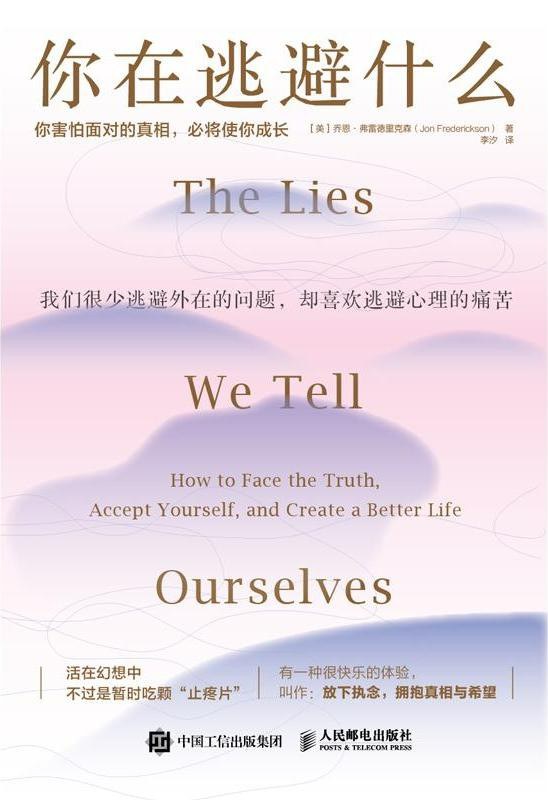 你在逃避什么
你害怕面对的真相，必将使你成长
［美］乔恩·弗雷德里克森（Jon Frederickson） 著
李汐 译
The Lies
我们很少逃避外在的问题，却喜欢逃避心理的痛苦
We Tell
How to Face the Truth,
Accept Yourself, and Create a Better Life
Ourselves
活在幻想中
不过是暂时吃颗“止疼片”
有一种很快乐的体验，
叫作：放下执念，拥抱真相与希望
中国工信出版集团
人民邮电出版社
POSTS & TELECOM PRESS